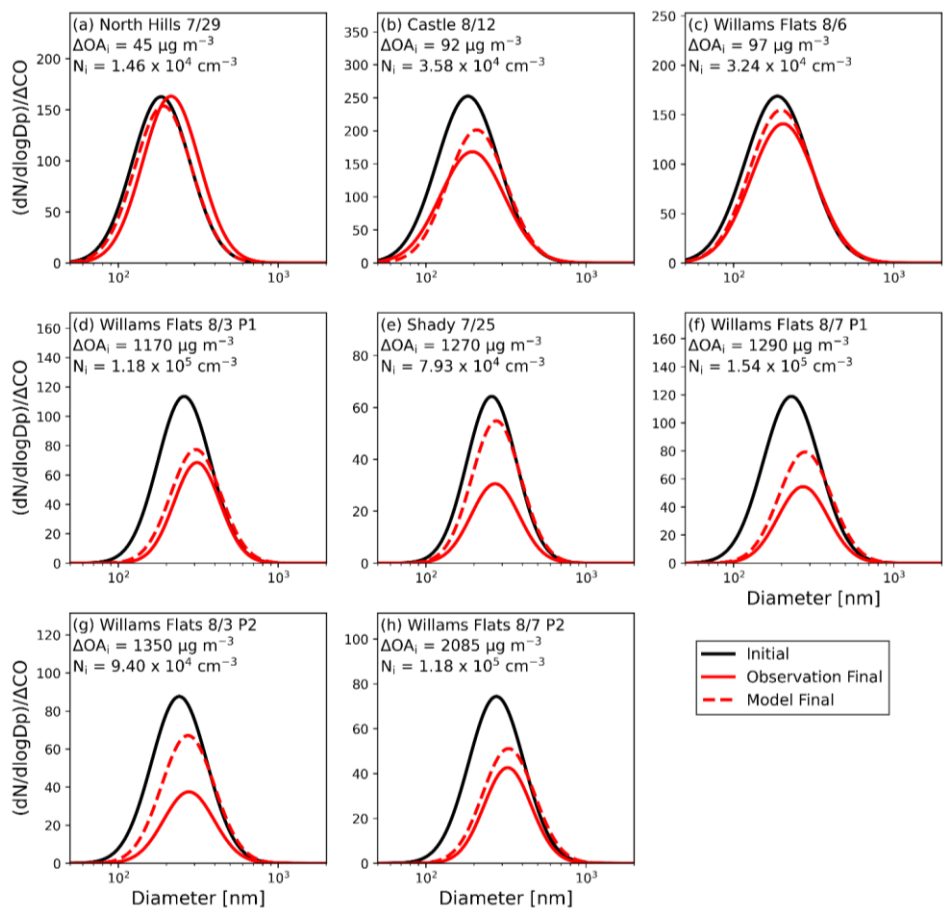 (a) North Hills 7/29
ΔOAᵢ = 45 μg m⁻³
Nᵢ = 1.46 x 10⁴ cm⁻³
200
150
100
50
0
10²
10³
(dN/dlogDp)/ΔCO
(b) Castle 8/12
ΔOAᵢ = 92 μg m⁻³
Nᵢ = 3.58 x 10⁴ cm⁻³
350
300
250
200
150
100
50
0
10²
10³
(c) Willams Flats 8/6
ΔOAᵢ = 97 μg m⁻³
Nᵢ = 3.24 x 10⁴ cm⁻³
250
200
150
100
50
0
10²
10³
(d) Willams Flats 8/3 P1
ΔOAᵢ = 1170 μg m⁻³
Nᵢ = 1.18 x 10⁵ cm⁻³
160
140
120
100
80
60
40
20
0
10²
10³
(dN/dlogDp)/ΔCO
(e) Shady 7/25
ΔOAᵢ = 1270 μg m⁻³
Nᵢ = 7.93 x 10⁴ cm⁻³
80
60
40
20
0
10²
10³
(f) Willams Flats 8/7 P1
ΔOAᵢ = 1290 μg m⁻³
Nᵢ = 1.54 x 10⁵ cm⁻³
160
140
120
100
80
60
40
20
0
10²
10³
Diameter [nm]
(g) Willams Flats 8/3 P2
ΔOAᵢ = 1350 μg m⁻³
Nᵢ = 9.40 x 10⁴ cm⁻³
120
100
80
60
40
20
0
10²
10³
(dN/dlogDp)/ΔCO
Diameter [nm]
(h) Willams Flats 8/7 P2
ΔOAᵢ = 2085 μg m⁻³
Nᵢ = 1.18 x 10⁵ cm⁻³
100
80
60
40
20
0
10²
10³
Diameter [nm]
Initial
Observation Final
Model Final